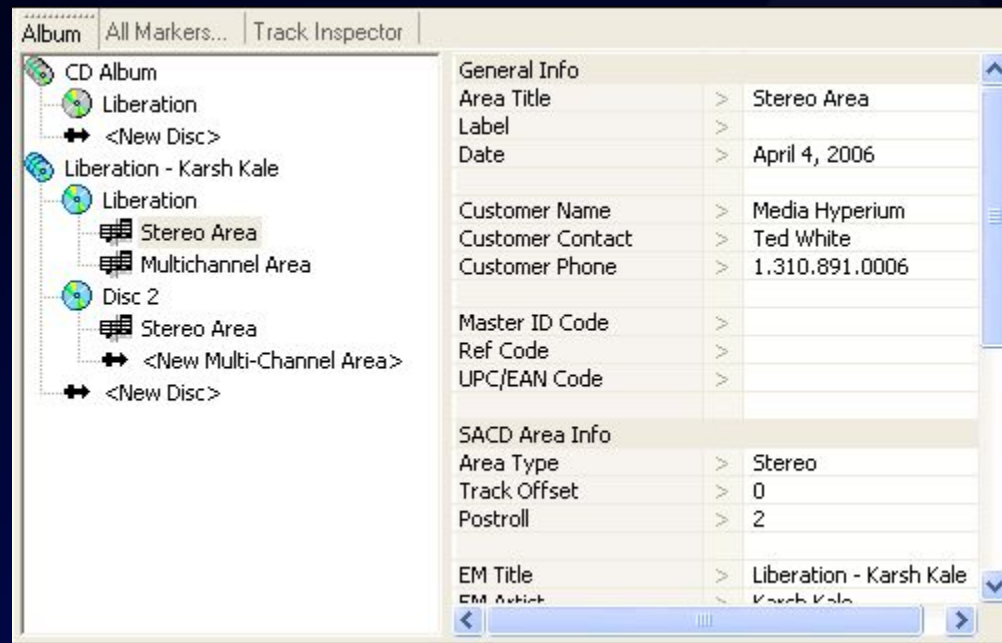 Album All Markers... Track Inspector
CD Album
Liberation
<New Disc>
Liberation - Karsh Kale
Liberation
Stereo Area
Multichannel Area
Disc 2
Stereo Area
<New Multi-Channel Area>
<New Disc>
General Info
Area Title > Stereo Area
Label >
Date > April 4, 2006
Customer Name > Media Hyperium
Customer Contact > Ted White
Customer Phone > 1.310.891.0006
Master ID Code >
Ref Code >
UPC/EAN Code >
SACD Area Info
Area Type > Stereo
Track Offset > 0
Postroll > 2
EM Title > Liberation - Karsh Kale
EM Artist > Karsh Kale